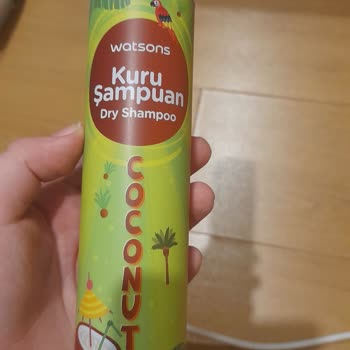 watsons
Kuru
Şampuan
Dry Shampoo
COCONUT